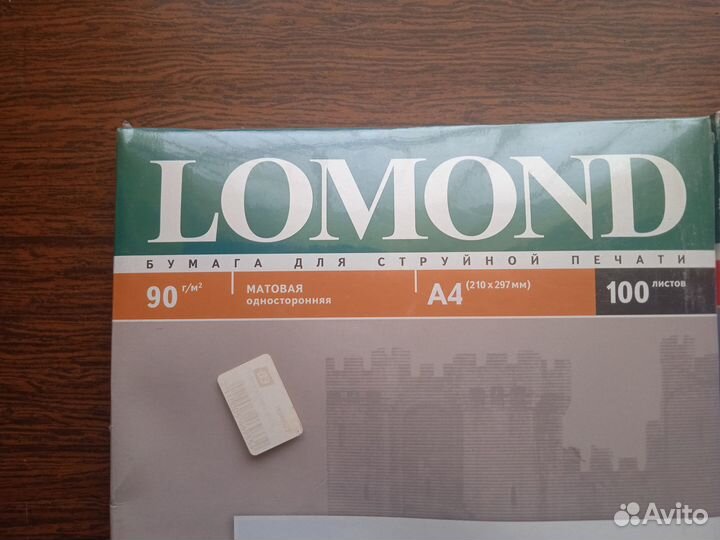 LOMOND
БУМАГА ДЛЯ СТРУЙНОЙ ПЕЧАТИ
90 г/м² МАТОВАЯ односторонняя A4 (210 x 297 мм) 100 листов
Avito